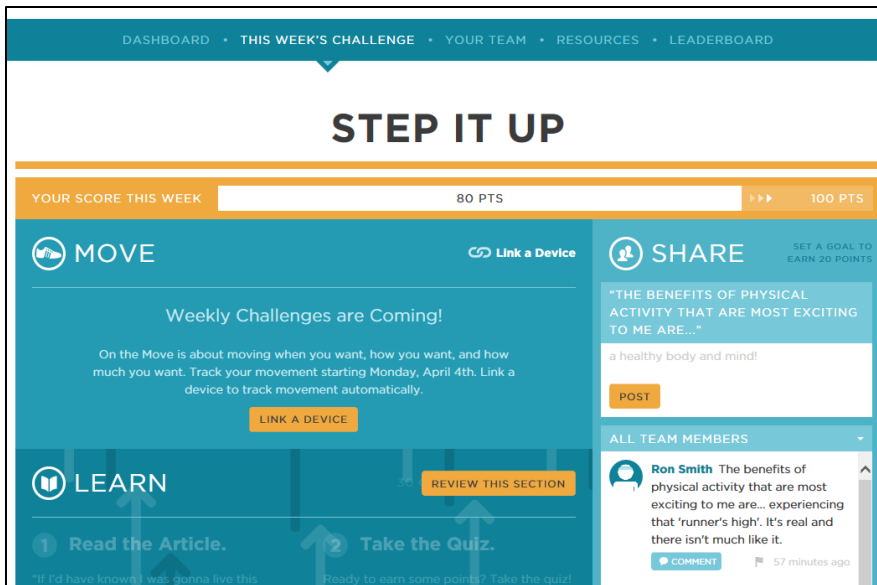 DASHBOARD • THIS WEEK'S CHALLENGE • YOUR TEAM • RESOURCES • LEADERBOARD
STEP IT UP
YOUR SCORE THIS WEEK 80 PTS 100 PTS
MOVE
Link a Device
Weekly Challenges are Coming!
On the Move is about moving when you want, how you want, and how
much you want. Track your movement starting Monday, April 4th. Link a
device to track movement automatically.
LINK A DEVICE
LEARN
REVIEW THIS SECTION
1 Read the Article.
"If I'd have known I was gonna live this
2 Take the Quiz.
Ready to earn some points? Take the quiz!
SHARE
SET A GOAL TO
EARN 20 POINTS
"THE BENEFITS OF PHYSICAL
ACTIVITY THAT ARE MOST EXCITING
TO ME ARE..."
a healthy body and mind!
POST
ALL TEAM MEMBERS
Ron Smith The benefits of
physical activity that are most
exciting to me are... experiencing
that 'runner's high'. It's real and
there isn't much like it.
COMMENT
57 minutes ago